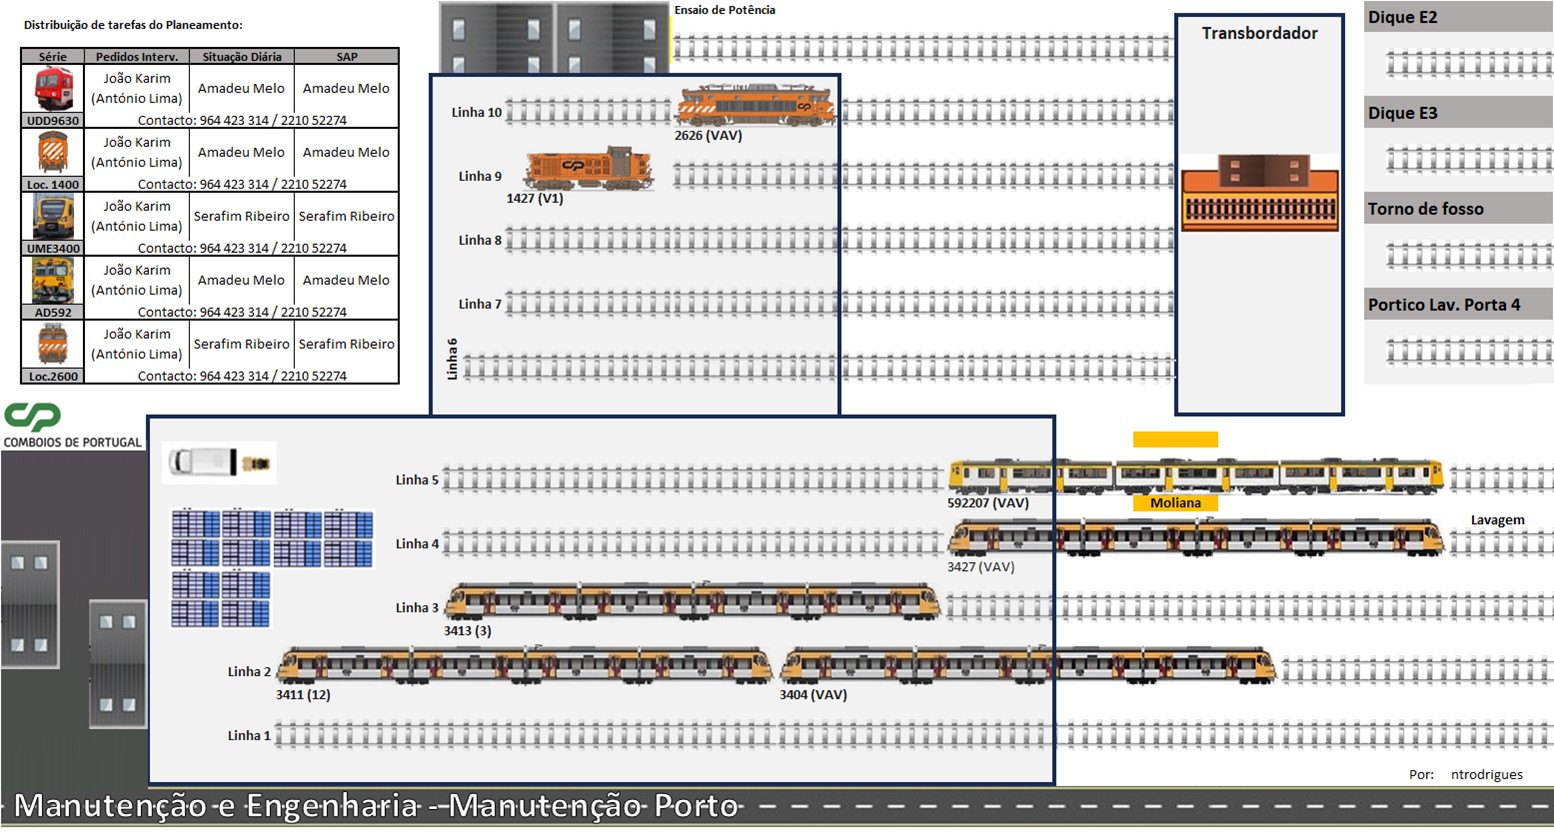 Distribuição de tarefas do Planeamento:
Série Pedidos Interv. Situação Diária SAP
João Karim
(António Lima) Amadeu Melo Amadeu Melo
UDD9630 Contacto: 964 423 314 / 2210 52274
João Karim
(António Lima) Amadeu Melo Amadeu Melo
Loc. 1400 Contacto: 964 423 314 / 2210 52274
João Karim
(António Lima) Serafim Ribeiro Serafim Ribeiro
UME3400 Contacto: 964 423 314 / 2210 52274
João Karim
(António Lima) Amadeu Melo Amadeu Melo
AD592 Contacto: 964 423 314 / 2210 52274
João Karim
(António Lima) Serafim Ribeiro Serafim Ribeiro
Loc.2600 Contacto: 964 423 314 / 2210 52274
CP
COMBOIOS DE PORTUGAL
Ensaio de Potência
Linha 10
2626 (VAV)
Linha 9
1427 (V1)
Linha 8
Linha 7
Linha 6
Transbordador
Dique E2
Dique E3
Torno de fosso
Portico Lav. Porta 4
Linha 5
592207 (VAV)
Moliana
Lavagem
Linha 4
3427 (VAV)
Linha 3
3413 (3)
Linha 2
3411 (12)
3404 (VAV)
Linha 1
Por: ntrodrigues
Manutenção e Engenharia - Manutenção Porto